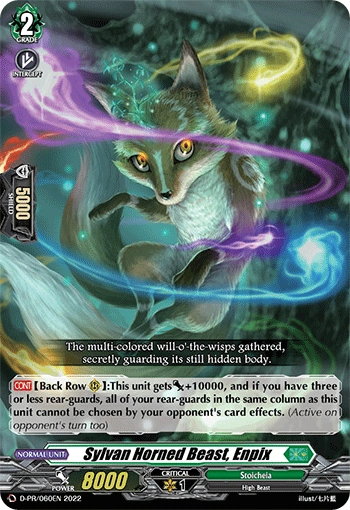 2
GRADE
INTERCEPT
5000
SHIELD
The multi-colored will-o'-the-wisps gathered,
secretly guarding its still hidden body.
CONT【Back Row】:This unit gets +10000, and if you have three
or less rear-guards, all of your rear-guards in the same column as this
unit cannot be chosen by your opponent's card effects. (Active on
opponent's turn too)
NORMAL UNIT
Sylvan Horned Beast, Enpix
POWER 8000
CRITICAL
1
Stoicheia
High Beast
D-PR/060EN 2022
illust/七片藍